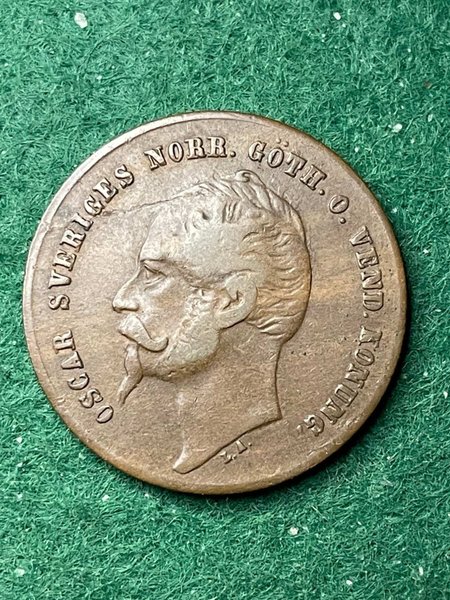 OSCAR SVERIGES NORR. GÖTH. O. VEND. KONUNG.
L.A.